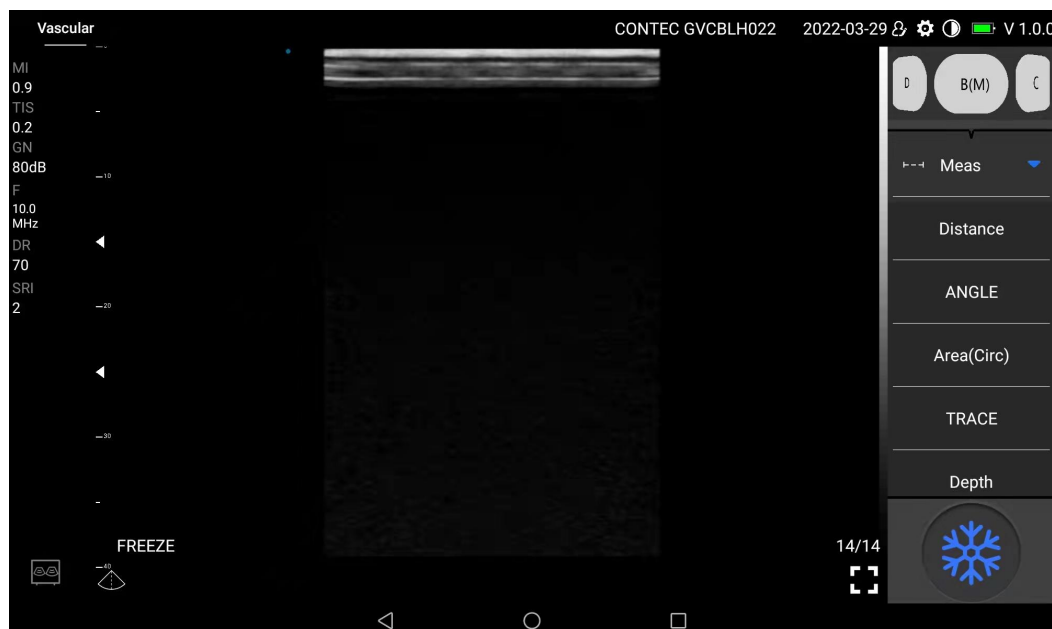 Vascular
CONTEC GVCBLH022 2022-03-29 V 1.0.0
MI
0.9
TIS
0.2
GN
80dB
F
10.0
MHz
DR
70
SRI
2
10
20
30
40
FREEZE
14/14
D B(M) C
Meas
Distance
ANGLE
Area(Circ)
TRACE
Depth